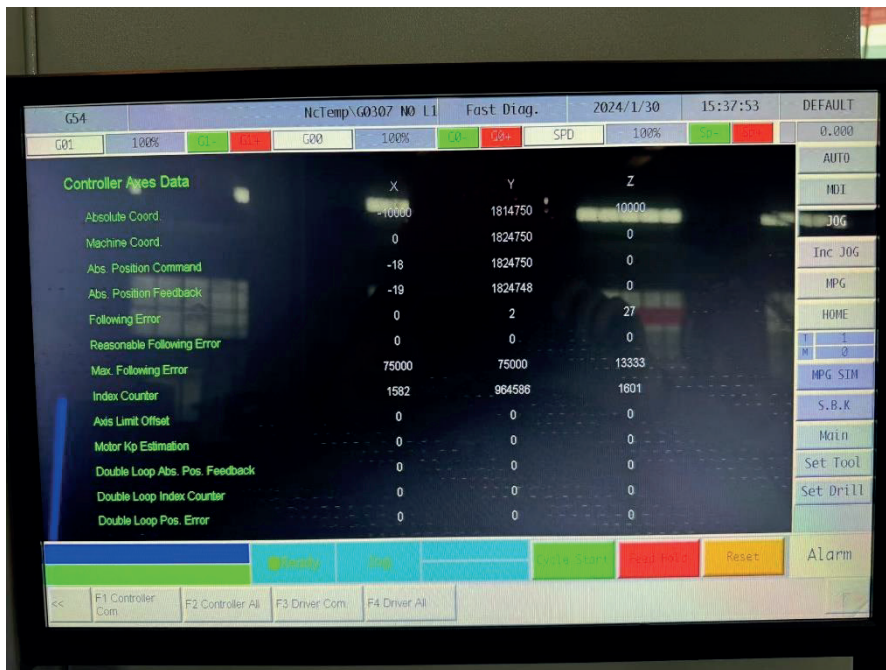 G54 NcTemp\G0307 N0 L1 Fast Diag. 2024/1/30 15:37:53 DEFAULT
G01 100% G1- G1+ G00 100% G0- G0+ SPD 100% Sp- Sp+ 0.000
AUTO
Controller Axes Data X Y Z
MDI
Absolute Coord. -10000 1814750 10000
JOG
Machine Coord. 0 1824750 0
Inc JOG
Abs. Position Command -18 1824750 0
MPG
Abs. Position Feedback -19 1824748 0
HOME
Following Error 0 2 27
T 1
Reasonable Following Error 0 0 0
M 0
Max. Following Error 75000 75000 13333
MPG SIM
Index Counter 1582 964586 1601
S.B.K
Axis Limit Offset 0 0 0
Main
Motor Kp Estimation 0 0 0
Set Tool
Double Loop Abs. Pos. Feedback 0 0 0
Set Drill
Double Loop Index Counter 0 0 0
Double Loop Pos. Error 0 0 0
Ready Cycle Start Feed Hold Reset Alarm
<< F1 Controller Com. F2 Controller All F3 Driver Com. F4 Driver All